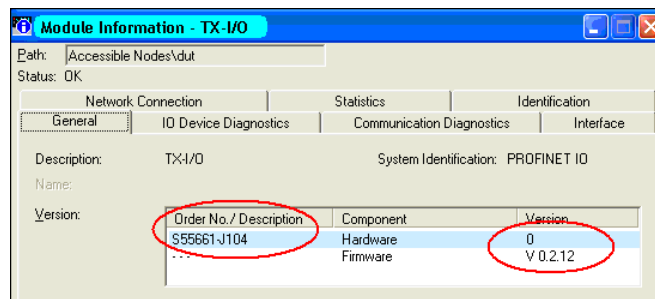 Module Information - TX-I/O
Path: Accessible Nodes\dut
Status: OK
Network Connection Statistics Identification
General IO Device Diagnostics Communication Diagnostics Interface
Description: TX-I/O System Identification: PROFINET IO
Name:
Version: Order No./ Description Component Version
S55661-J104 Hardware 0
- - - Firmware V 0.2.12